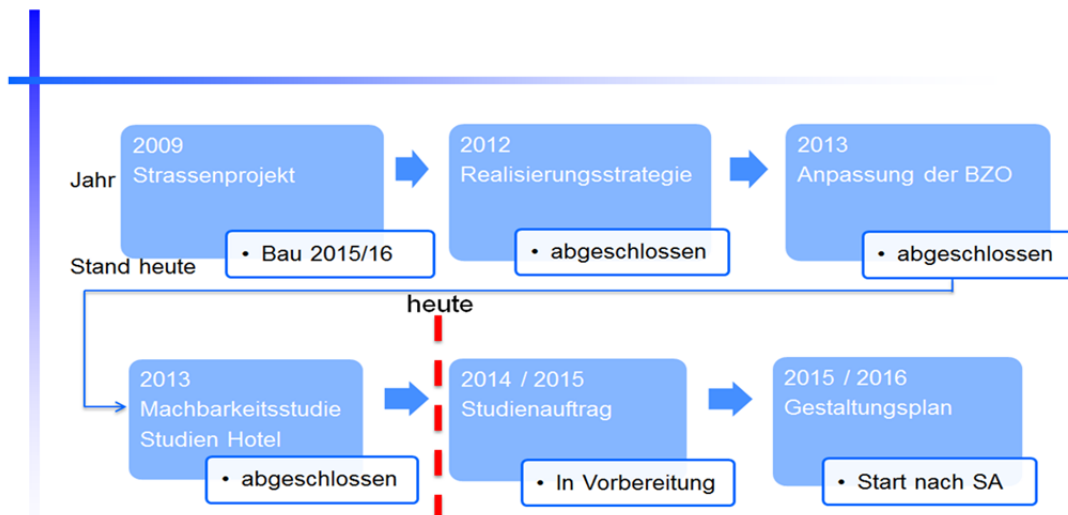 Jahr
2009
Strassenprojekt
2012
Realisierungsstrategie
2013
Anpassung der BZO
Stand heute
• Bau 2015/16
• abgeschlossen
• abgeschlossen
heute
2013
Machbarkeitsstudie
Studien Hotel
2014 / 2015
Studienauftrag
2015 / 2016
Gestaltungsplan
• abgeschlossen
• In Vorbereitung
• Start nach SA